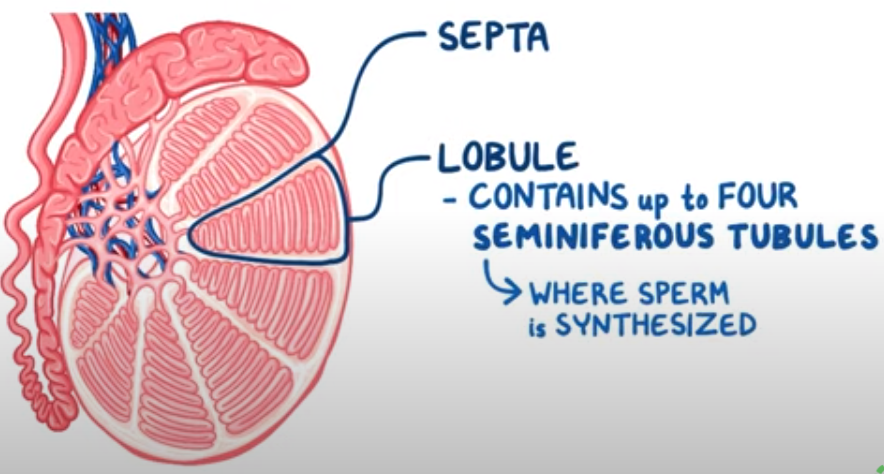 SEPTA
LOBULE
- CONTAINS up to FOUR
SEMINIFEROUS TUBULES
WHERE SPERM
is SYNTHESIZED